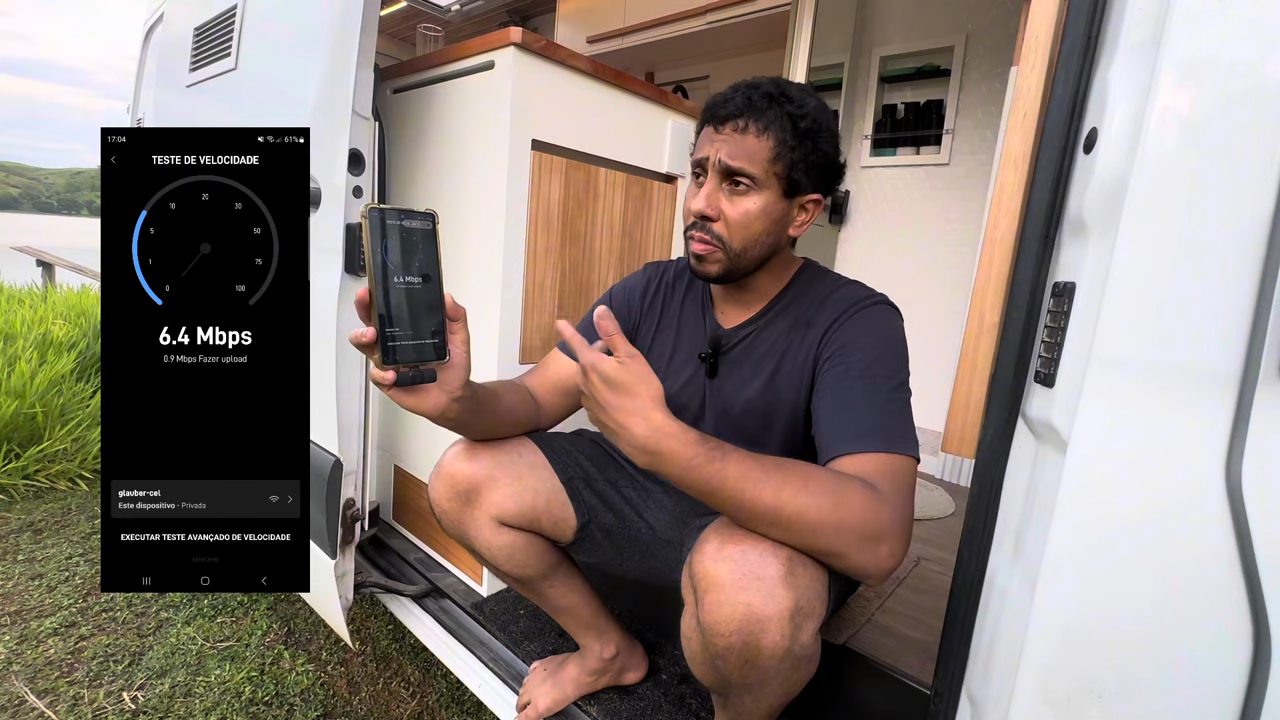 17:04
61%
TESTE DE VELOCIDADE
20
10
30
5
50
1
75
0
100
6.4 Mbps
0.9 Mbps Fazer upload
glauber-cel
Este dispositivo - Privada
EXECUTAR TESTE AVANÇADO DE VELOCIDADE
6.4 Mbps